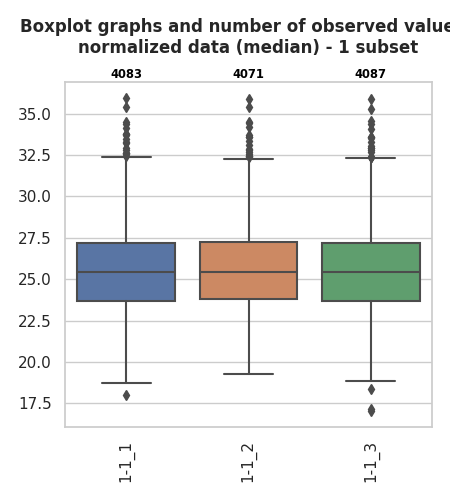 Boxplot graphs and number of observed value
normalized data (median) - 1 subset
4083 4071 4087
35.0
32.5
30.0
27.5
25.0
22.5
20.0
17.5
1-1_1 1-1_2 1-1_3